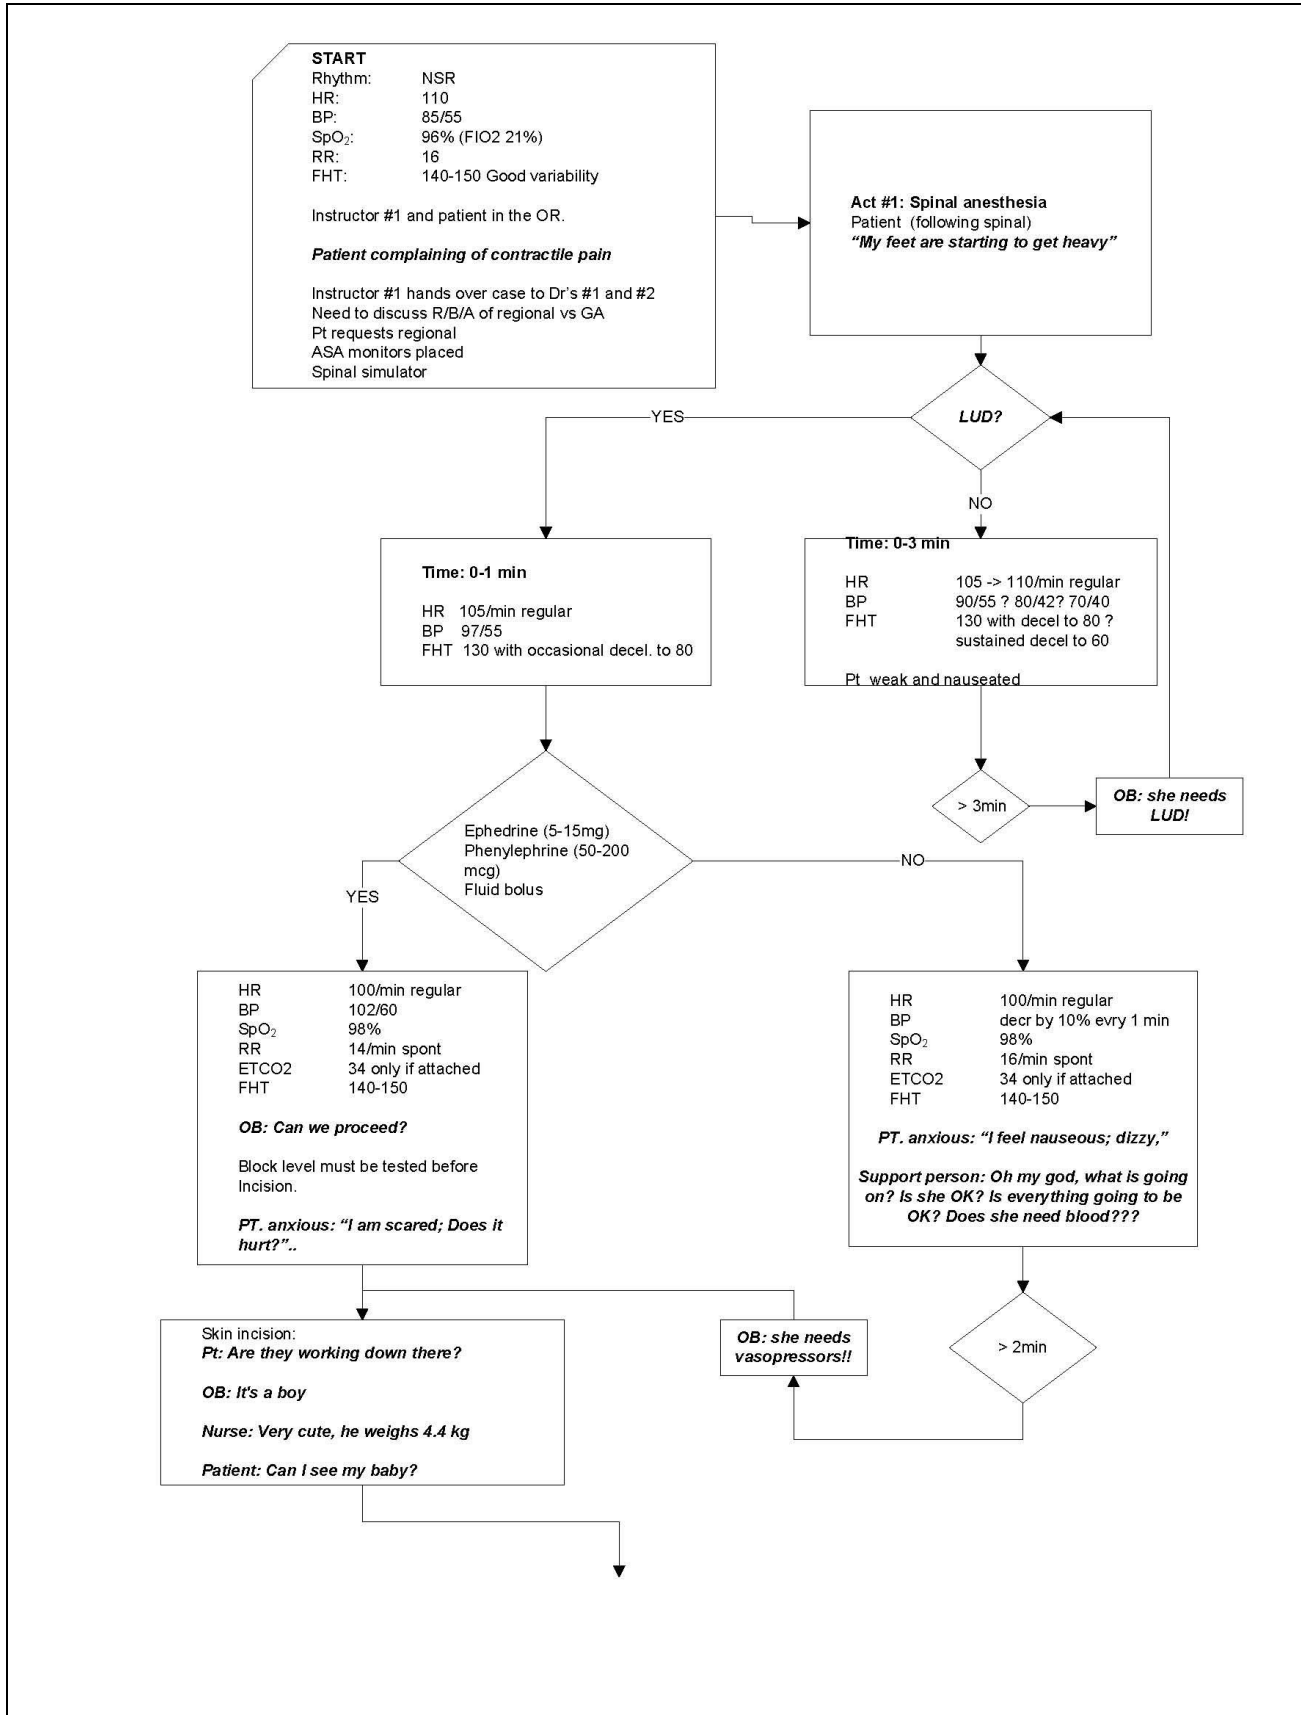 START
Rhythm: NSR
HR: 110
BP: 85/55
SpO₂: 96% (FIO2 21%)
RR: 16
FHT: 140-150 Good variability
Instructor #1 and patient in the OR.
Patient complaining of contractile pain
Instructor #1 hands over case to Dr's #1 and #2
Need to discuss R/B/A of regional vs GA
Pt requests regional
ASA monitors placed
Spinal simulator
Act #1: Spinal anesthesia
Patient (following spinal)
“My feet are starting to get heavy”
LUD?
YES
NO
Time: 0-1 min
HR 105/min regular
BP 97/55
FHT 130 with occasional decel. to 80
Time: 0-3 min
HR 105 -> 110/min regular
BP 90/55 ? 80/42? 70/40
FHT 130 with decel to 80 ?
sustained decel to 60
Pt weak and nauseated
> 3min
OB: she needs
LUD!
Ephedrine (5-15mg)
Phenylephrine (50-200
mcg)
Fluid bolus
YES
NO
HR 100/min regular
BP 102/60
SpO₂ 98%
RR 14/min spont
ETCO2 34 only if attached
FHT 140-150
OB: Can we proceed?
Block level must be tested before
Incision.
PT. anxious: “I am scared; Does it
hurt?”..
HR 100/min regular
BP decr by 10% evry 1 min
SpO₂ 98%
RR 16/min spont
ETCO2 34 only if attached
FHT 140-150
PT. anxious: “I feel nauseous; dizzy,”
Support person: Oh my god, what is going
on? Is she OK? Is everything going to be
OK? Does she need blood???
> 2min
OB: she needs
vasopressors!!
Skin incision:
Pt: Are they working down there?
OB: It's a boy
Nurse: Very cute, he weighs 4.4 kg
Patient: Can I see my baby?